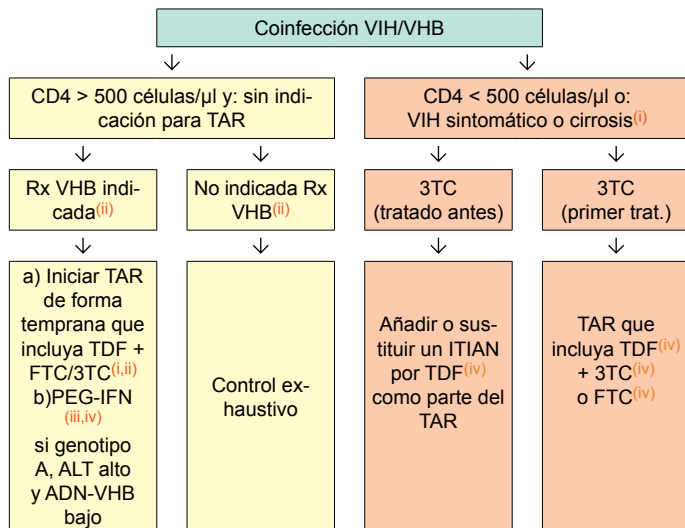 Coinfección VIH/VHB
CD4 > 500 células/µl y: sin indi-
cación para TAR
CD4 < 500 células/µl o:
VIH sintomático o cirrosis(i)
Rx VHB indi-
cada(ii)
No indicada Rx
VHB(ii)
3TC
(tratado antes)
3TC
(primer trat.)
a) Iniciar TAR
de forma
temprana que
incluya TDF +
FTC/3TC(i,ii)
b)PEG-IFN
(iii,iv)
si genotipo
A, ALT alto
y ADN-VHB
bajo
Control ex-
haustivo
Añadir o sus-
tituir un ITIAN
por TDF(iv)
como parte del
TAR
TAR que
incluya TDF(iv)
+ 3TC(iv)
o FTC(iv)